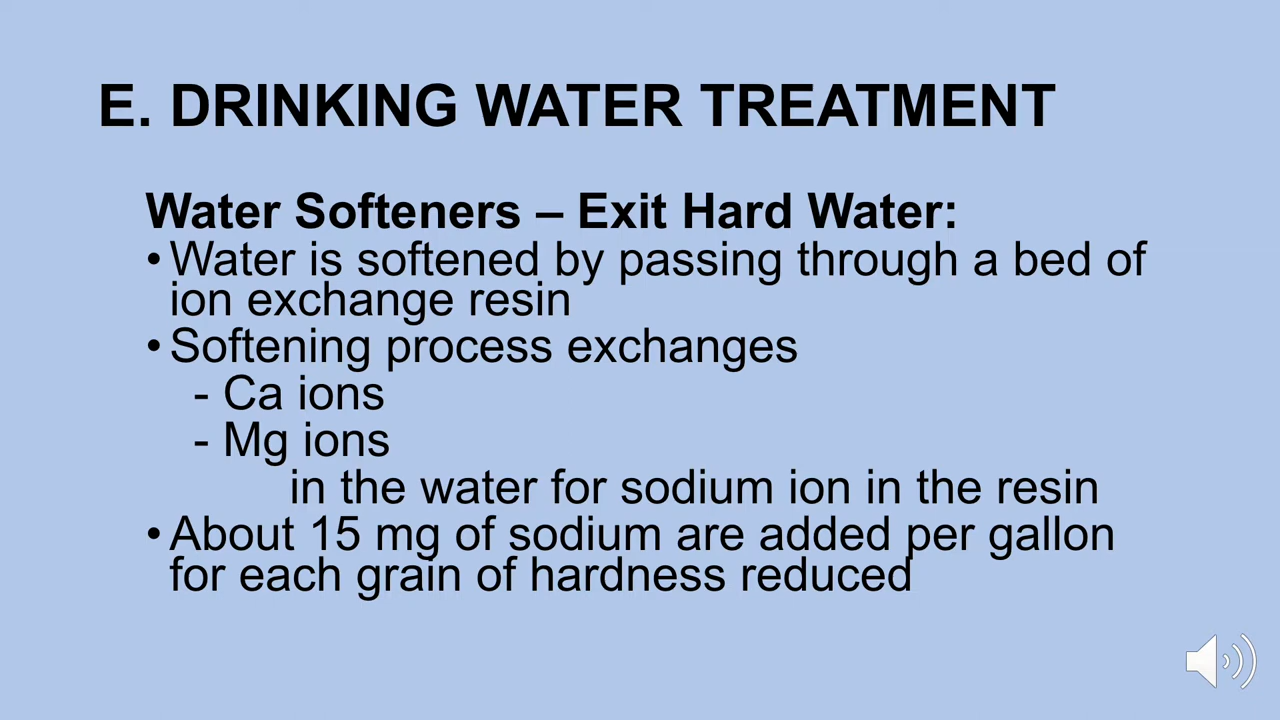 E. DRINKING WATER TREATMENT
Water Softeners – Exit Hard Water:
•Water is softened by passing through a bed of
ion exchange resin
•Softening process exchanges
- Ca ions
- Mg ions
in the water for sodium ion in the resin
•About 15 mg of sodium are added per gallon
for each grain of hardness reduced